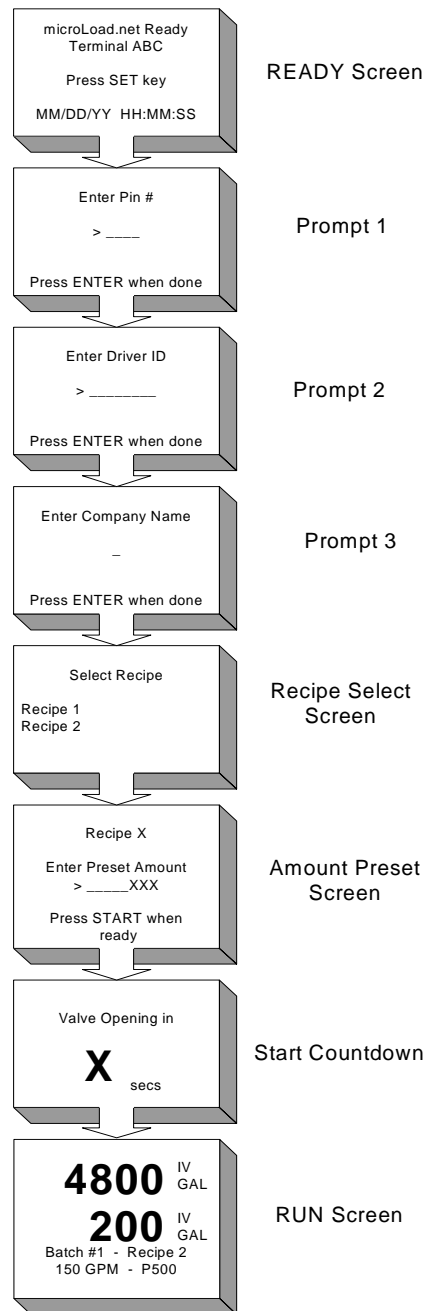 microLoad.net Ready
Terminal ABC
Press SET key
MM/DD/YY HH:MM:SS
READY Screen
Enter Pin #
> ____
Press ENTER when done
Prompt 1
Enter Driver ID
> ________
Press ENTER when done
Prompt 2
Enter Company Name
_
Press ENTER when done
Prompt 3
Select Recipe
Recipe 1
Recipe 2
Recipe Select
Screen
Recipe X
Enter Preset Amount
> _____XXX
Press START when
ready
Amount Preset
Screen
Valve Opening in
X secs
Start Countdown
4800 IV
GAL
200 IV
GAL
Batch #1 - Recipe 2
150 GPM - P500
RUN Screen